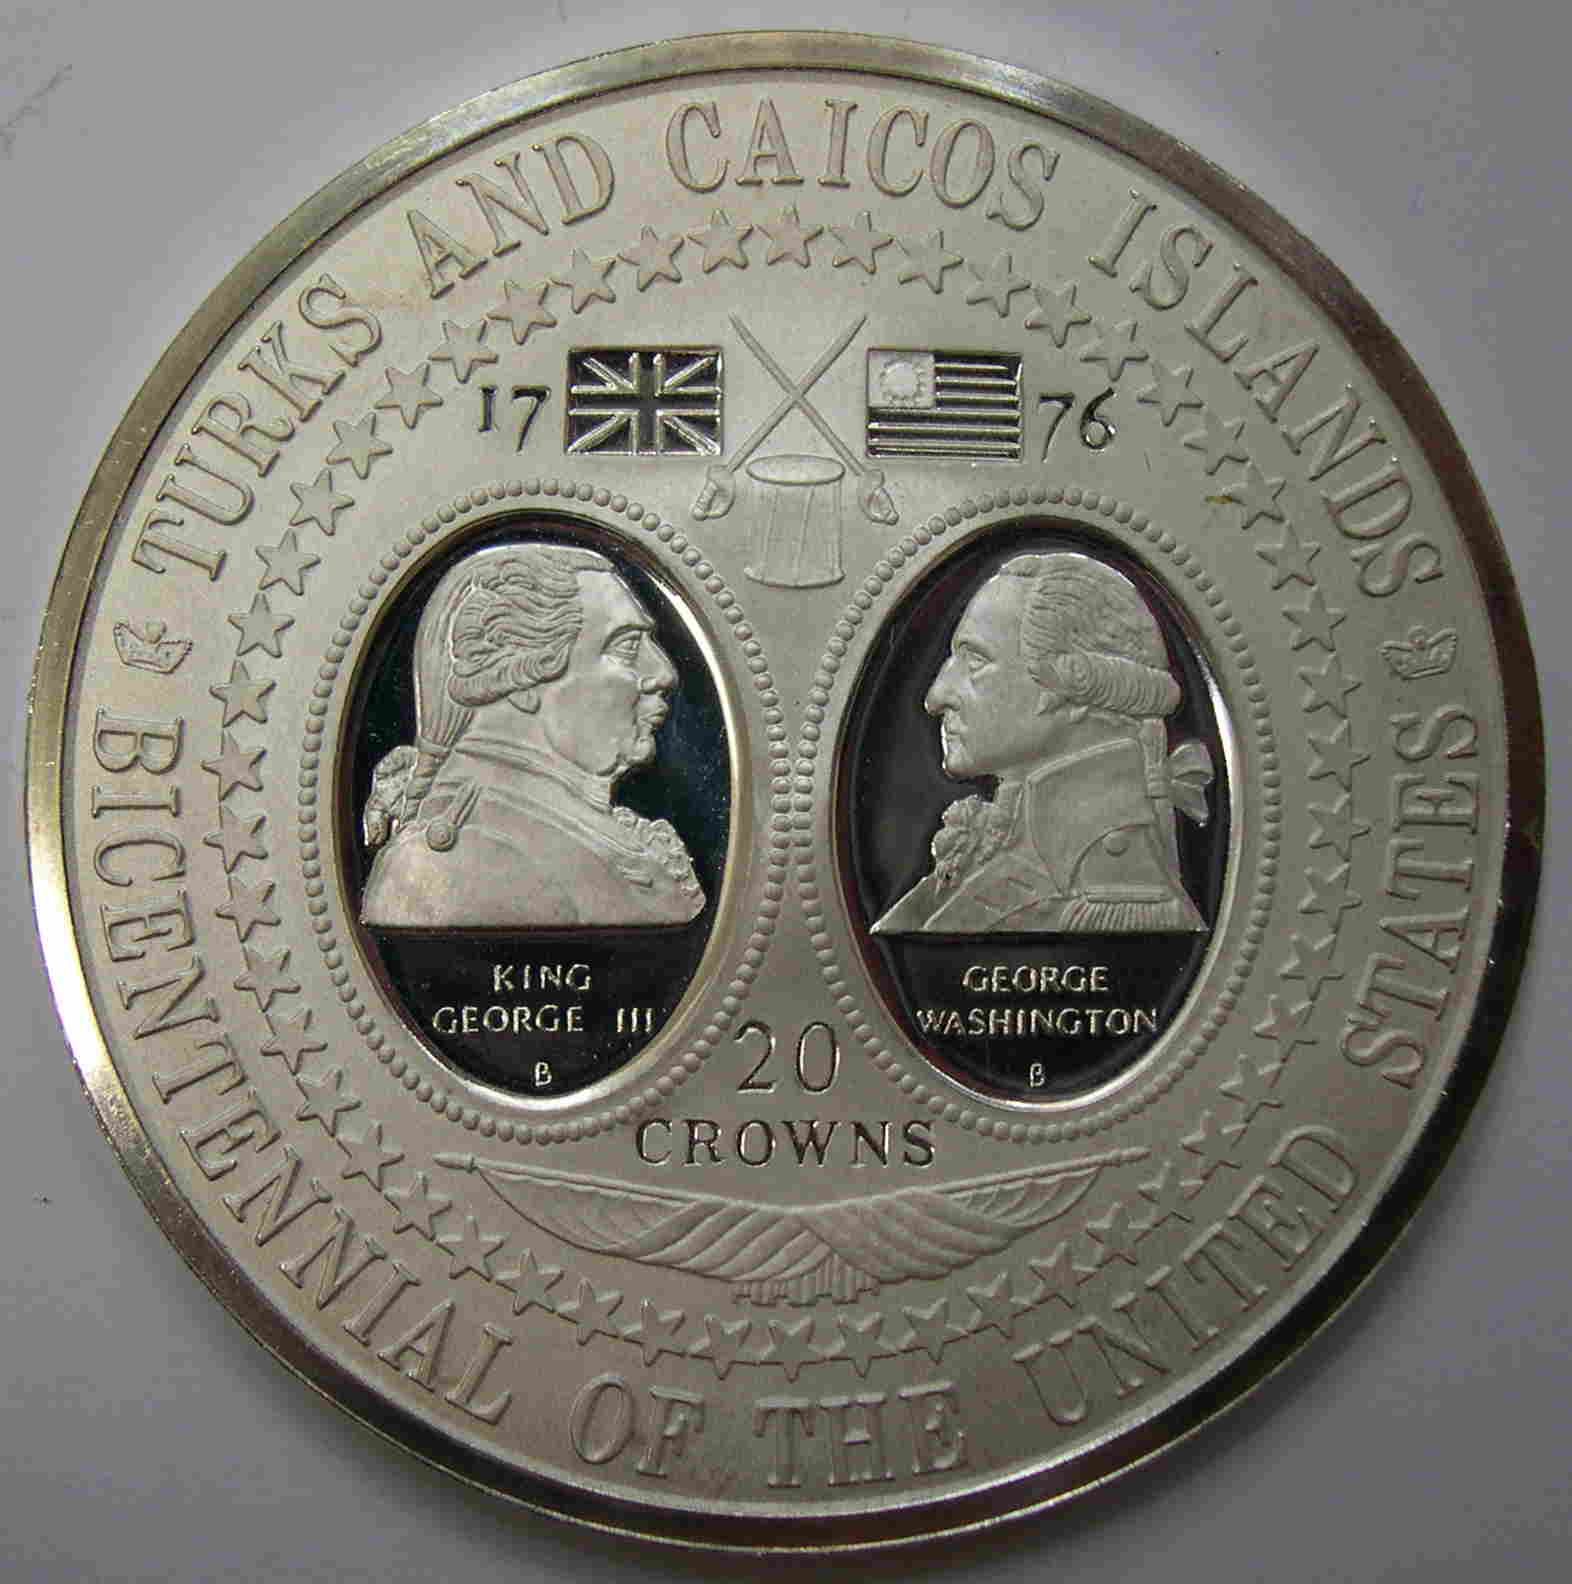 TURKS AND CAICOS ISLANDS
17 76
KING
GEORGE III
B
GEORGE
WASHINGTON
B
20
CROWNS
BICENTENNIAL OF THE UNITED STATES